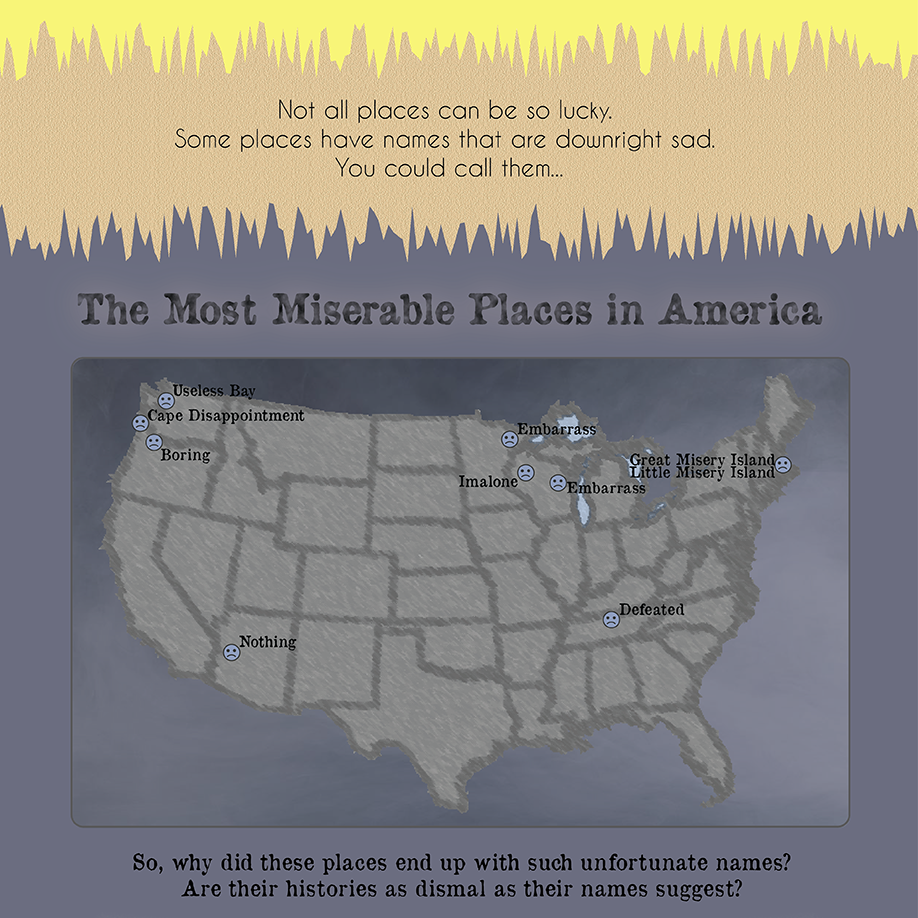 Not all places can be so lucky.
Some places have names that are downright sad.
You could call them...
The Most Miserable Places in America
Useless Bay
Cape Disappointment
Boring
Embarrass
Imalone
Embarrass
Great Misery Island
Little Misery Island
Defeated
Nothing
So, why did these places end up with such unfortunate names?
Are their histories as dismal as their names suggest?